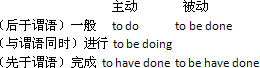 主动 被动
（后于谓语）一般 to do to be done
（与谓语同时）进行 to be doing
（先于谓语）完成 to have done to be have done